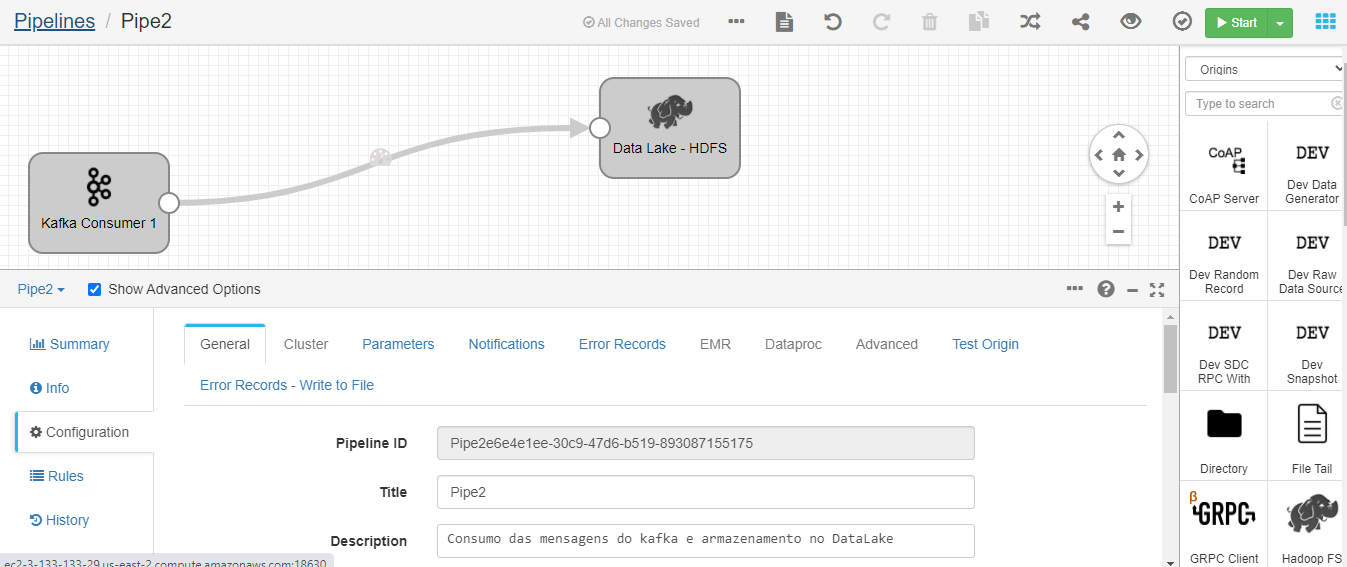 Pipelines / Pipe2
All Changes Saved
Start
Data Lake - HDFS
Kafka Consumer 1
Origins
Type to search
CoAP
CoAP Server
DEV
Dev Data Generator
DEV
Dev Random Record
DEV
Dev Raw Data Source
DEV
Dev SDC RPC With
DEV
Dev Snapshot
Directory
File Tail
β
GRPC
GRPC Client
Hadoop FS
Pipe2
Show Advanced Options
Summary
Info
Configuration
Rules
History
General Cluster Parameters Notifications Error Records EMR Dataproc Advanced Test Origin
Error Records - Write to File
Pipeline ID Pipe2e6e4e1ee-30c9-47d6-b519-893087155175
Title Pipe2
Description Consumo das mensagens do kafka e armazenamento no DataLake
ec2-3-133-133-29.us-east-2.compute.amazonaws.com:18630